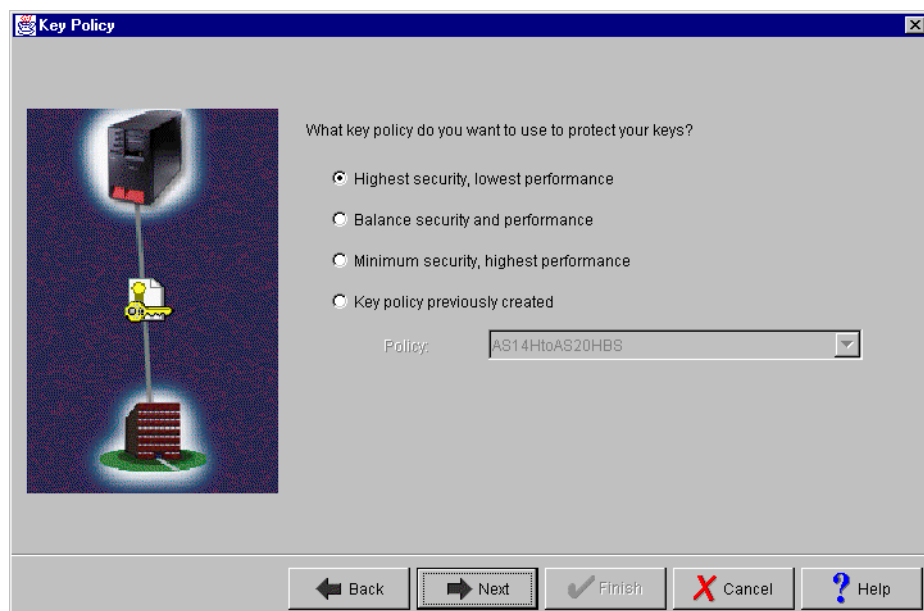 Key Policy
What key policy do you want to use to protect your keys?
Highest security, lowest performance
Balance security and performance
Minimum security, highest performance
Key policy previously created
Policy: AS14HtoAS20HBS
Back Next Finish Cancel Help